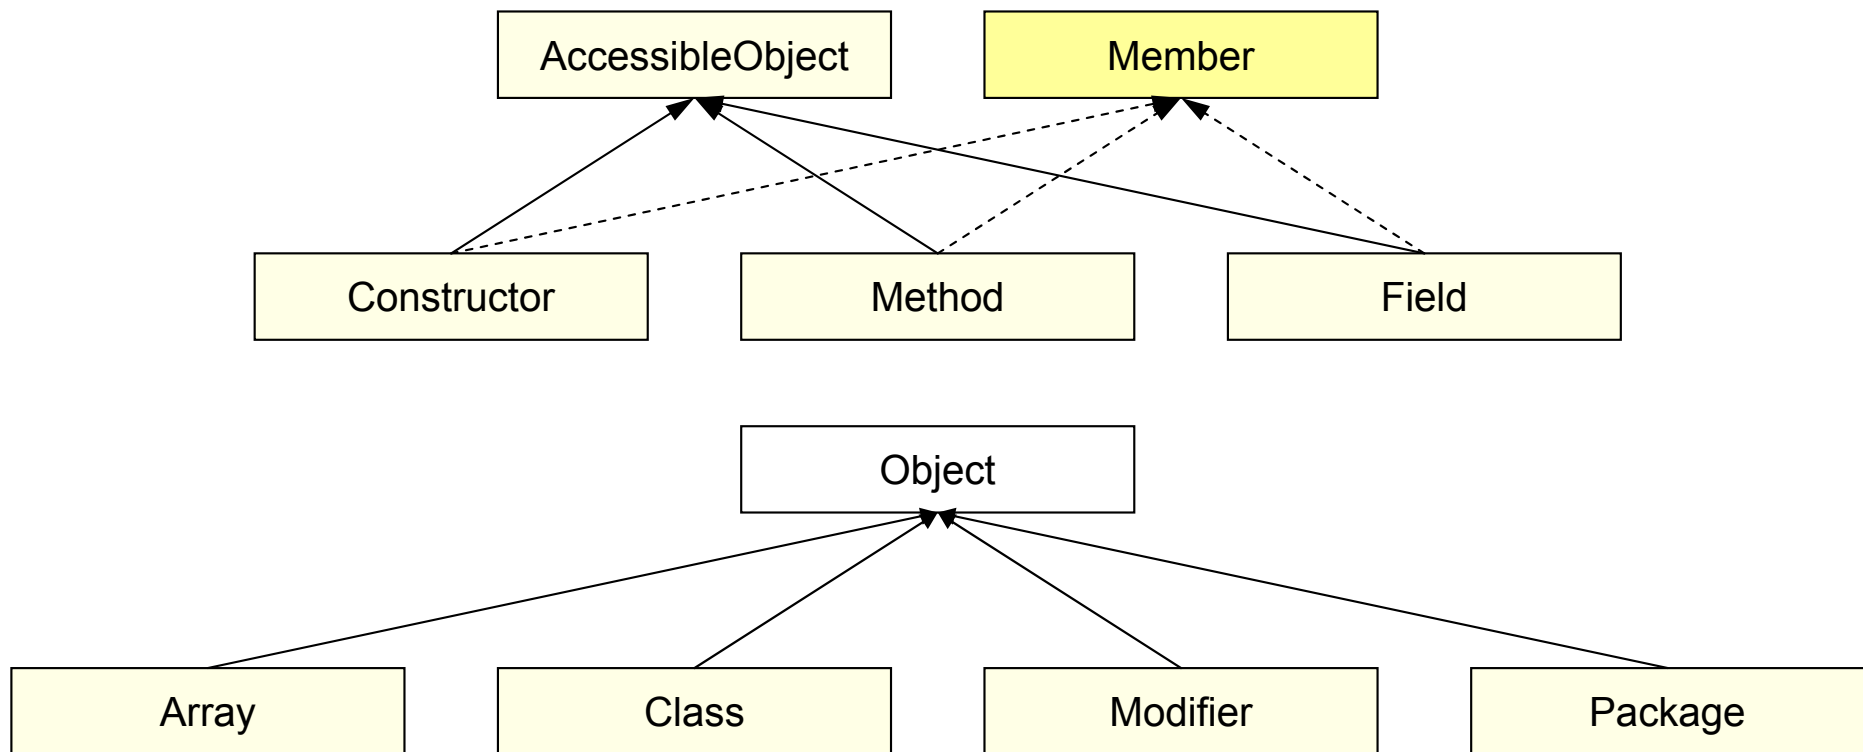 AccessibleObject
Member
Constructor
Method
Field
Object
Array
Class
Modifier
Package